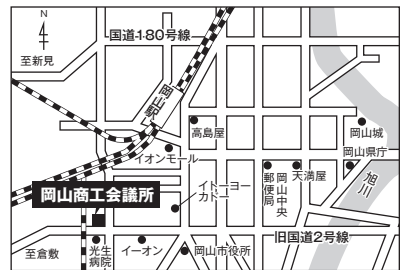 N
国道180号線
至新見
岡山駅
高島屋
岡山城
イオンモール
岡山県庁
岡山商工会議所
イトーヨー
カドー
郵便局
岡山中央
天満屋
旭川
旧国道2号線
至倉敷
光生
病院
イーオン
岡山市役所